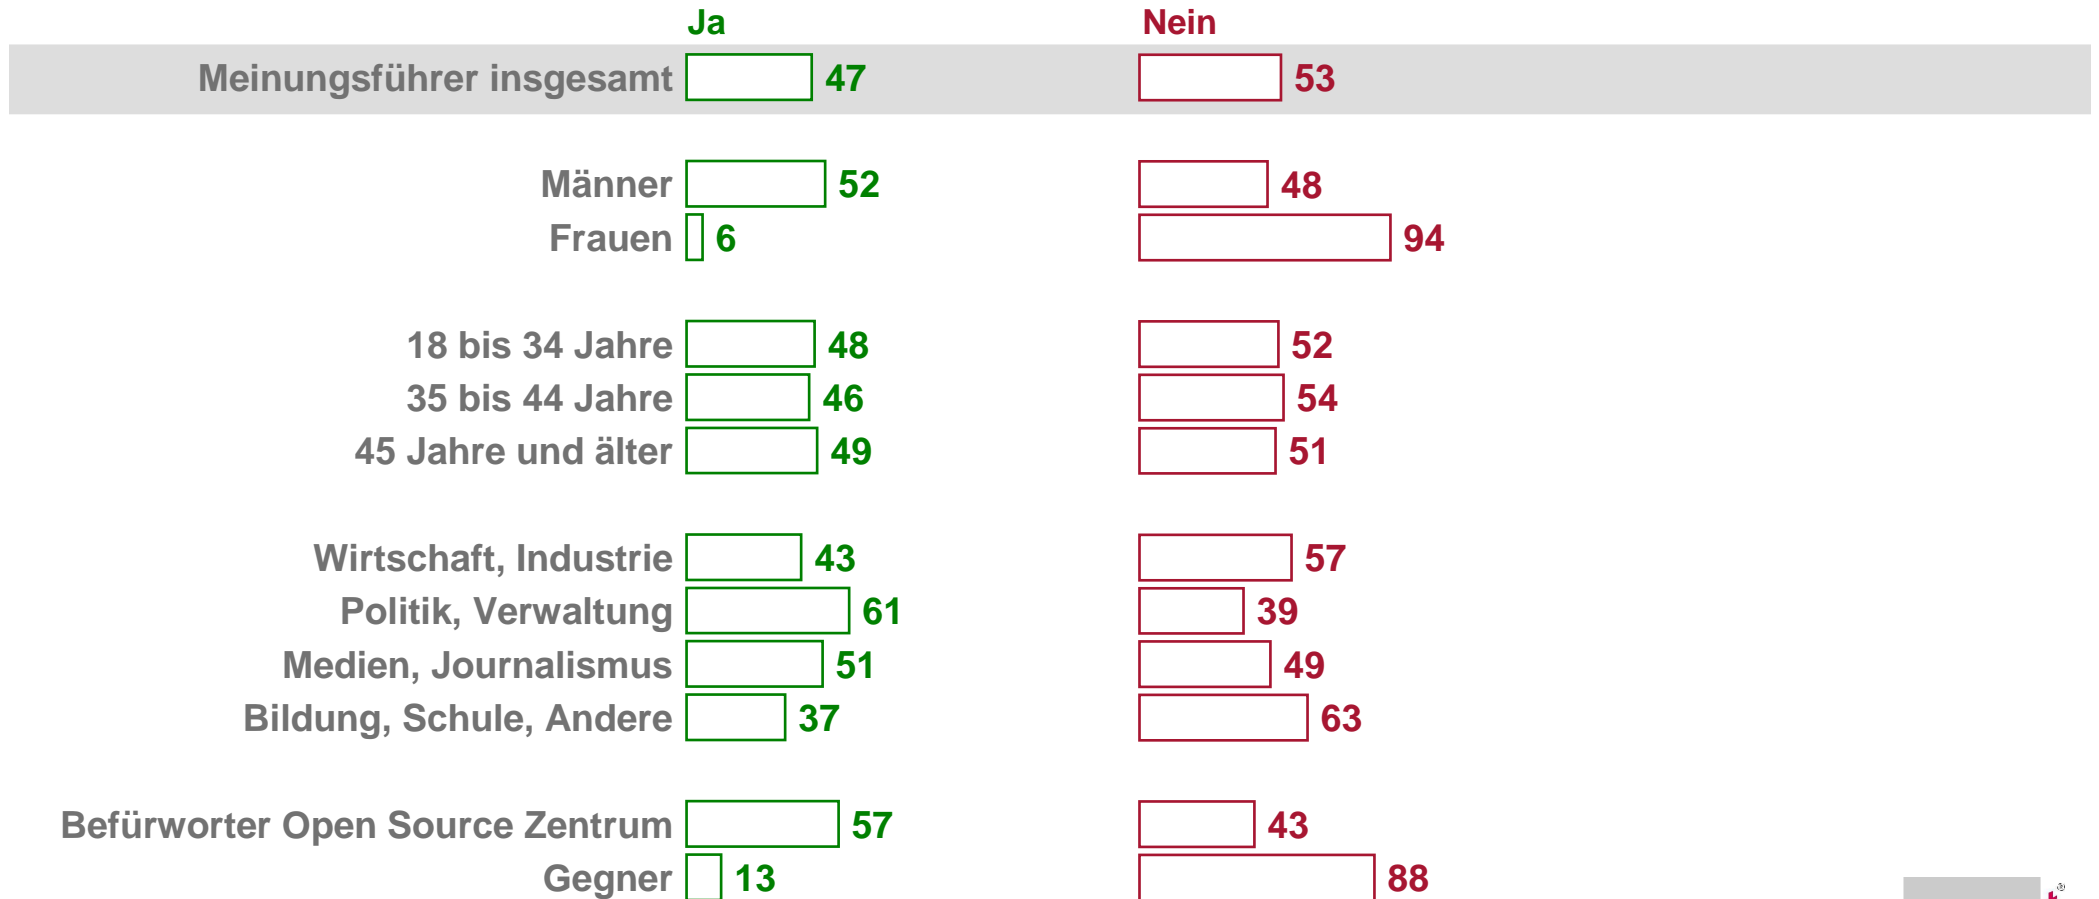 Ja Nein
Meinungsführer insgesamt 47 53
Männer 52 48
Frauen 6 94
18 bis 34 Jahre 48 52
35 bis 44 Jahre 46 54
45 Jahre und älter 49 51
Wirtschaft, Industrie 43 57
Politik, Verwaltung 61 39
Medien, Journalismus 51 49
Bildung, Schule, Andere 37 63
Befürworter Open Source Zentrum 57 43
Gegner 13 88